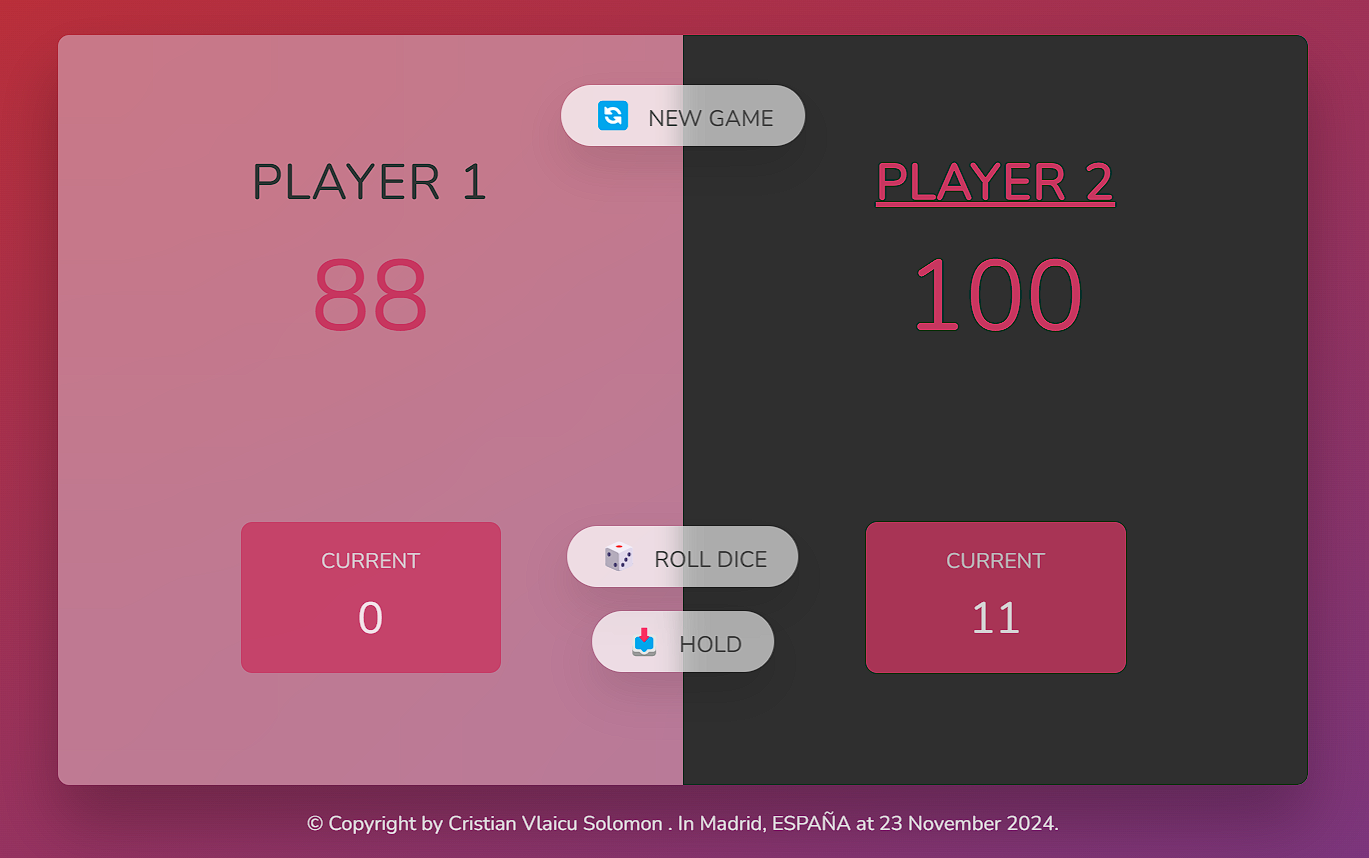 NEW GAME
PLAYER 1
88
PLAYER 2
100
CURRENT
0
ROLL DICE
HOLD
CURRENT
11
© Copyright by Cristian Vlaicu Solomon . In Madrid, ESPAÑA at 23 November 2024.